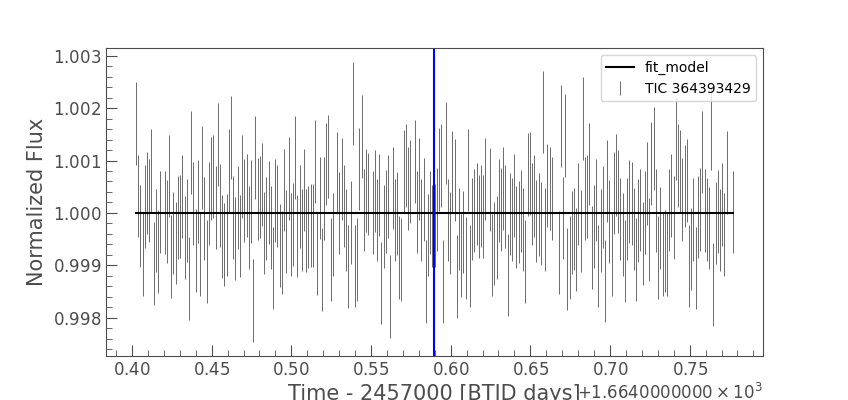 1.003
1.002
1.001
1.000
0.999
0.998
Normalized Flux
fit_model
TIC 364393429
0.40 0.45 0.50 0.55 0.60 0.65 0.70 0.75
Time - 2457000 [BTJD days]
+1.6640000000 × 10³